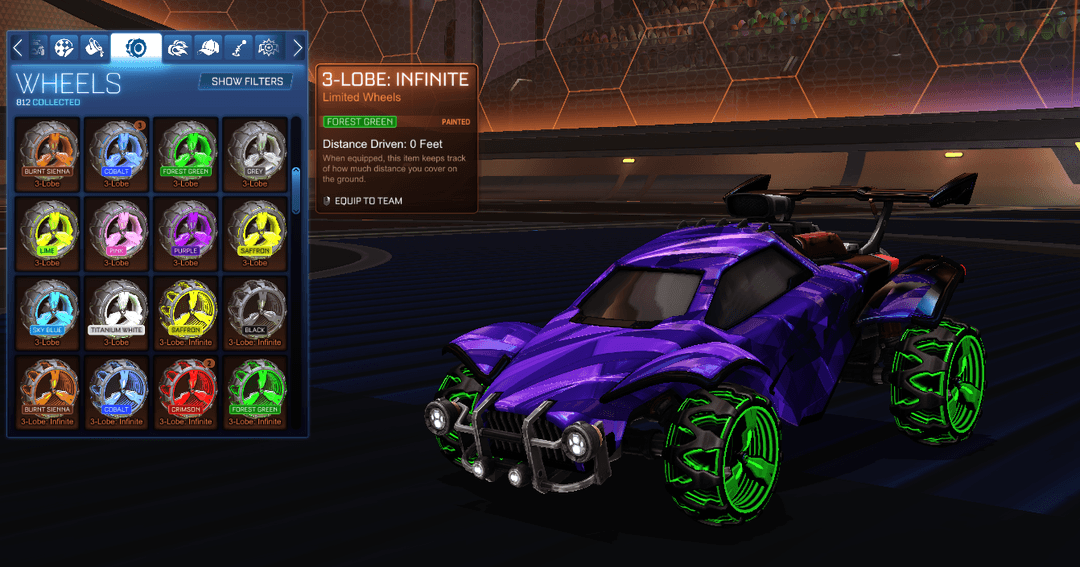 WHEELS
SHOW FILTERS
812 COLLECTED
BURNT SIENNA
3-Lobe
COBALT
3-Lobe
FOREST GREEN
3-Lobe
GREY
3-Lobe
LIME
3-Lobe
PINK
3-Lobe
PURPLE
3-Lobe
SAFFRON
3-Lobe
SKY BLUE
3-Lobe
TITANIUM WHITE
3-Lobe
SAFFRON
3-Lobe: Infinite
BLACK
3-Lobe: Infinite
BURNT SIENNA
3-Lobe: Infinite
COBALT
3-Lobe: Infinite
CRIMSON
3-Lobe: Infinite
FOREST GREEN
3-Lobe: Infinite
3-LOBE: INFINITE
Limited Wheels
FOREST GREEN PAINTED
Distance Driven: 0 Feet
When equipped, this item keeps track
of how much distance you cover on
the ground.
EQUIP TO TEAM